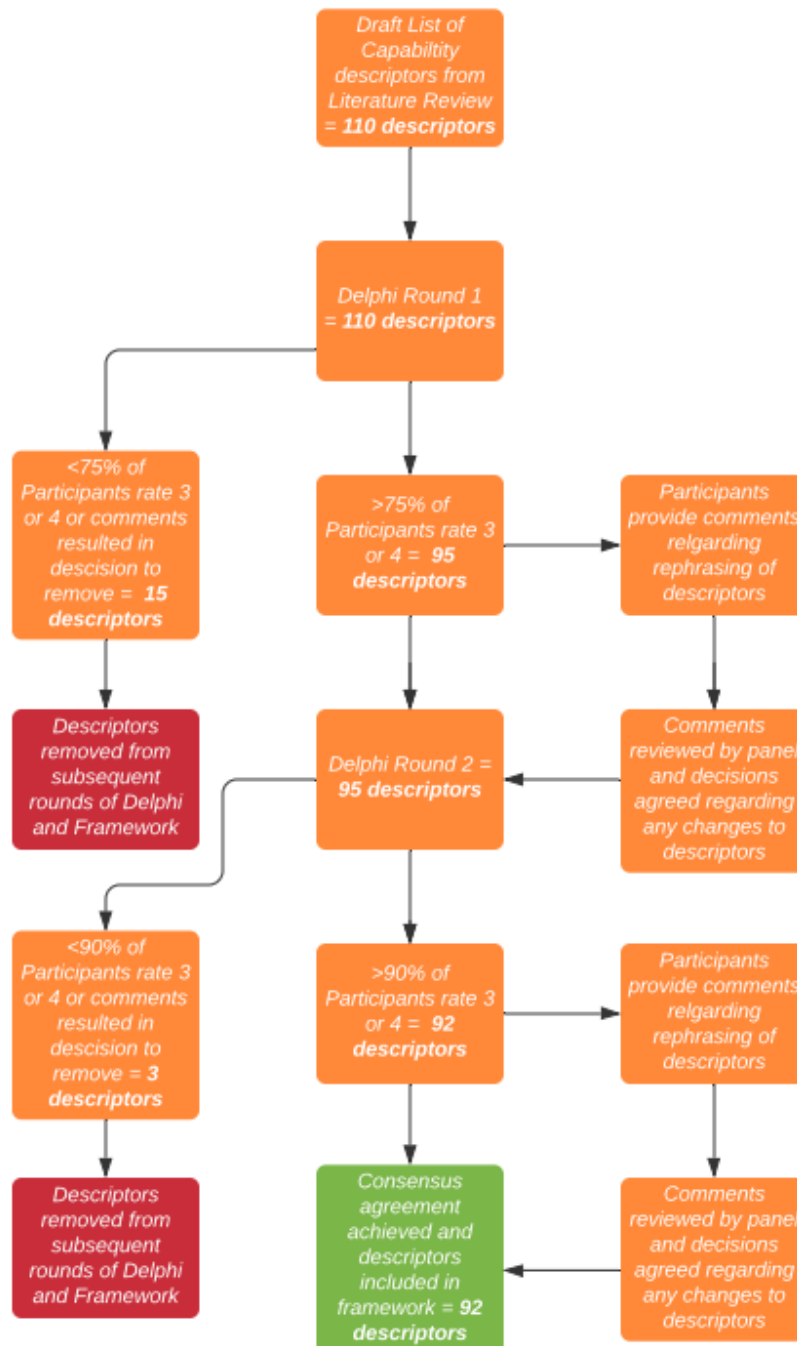 Draft List of
Capabiltity
descriptors from
Literature Review
= 110 descriptors
Delphi Round 1
= 110 descriptors
<75% of
Participants rate 3
or 4 or comments
resulted in
descision to
remove = 15
descriptors
>75% of
Participants rate 3
or 4 = 95
descriptors
Participants
provide comments
relgarding
rephrasing of
descriptors
Descriptors
removed from
subsequent
rounds of Delphi
and Framework
Delphi Round 2 =
95 descriptors
Comments
reviewed by panel
and decisions
agreed regarding
any changes to
descriptors
<90% of
Participants rate 3
or 4 or comments
resulted in
descision to
remove = 3
descriptors
>90% of
Participants rate 3
or 4 = 92
descriptors
Participants
provide comments
relgarding
rephrasing of
descriptors
Descriptors
removed from
subsequent
rounds of Delphi
and Framework
Consensus
agreement
achieved and
descriptors
included in
framework = 92
descriptors
Comments
reviewed by panel
and decisions
agreed regarding
any changes to
descriptors